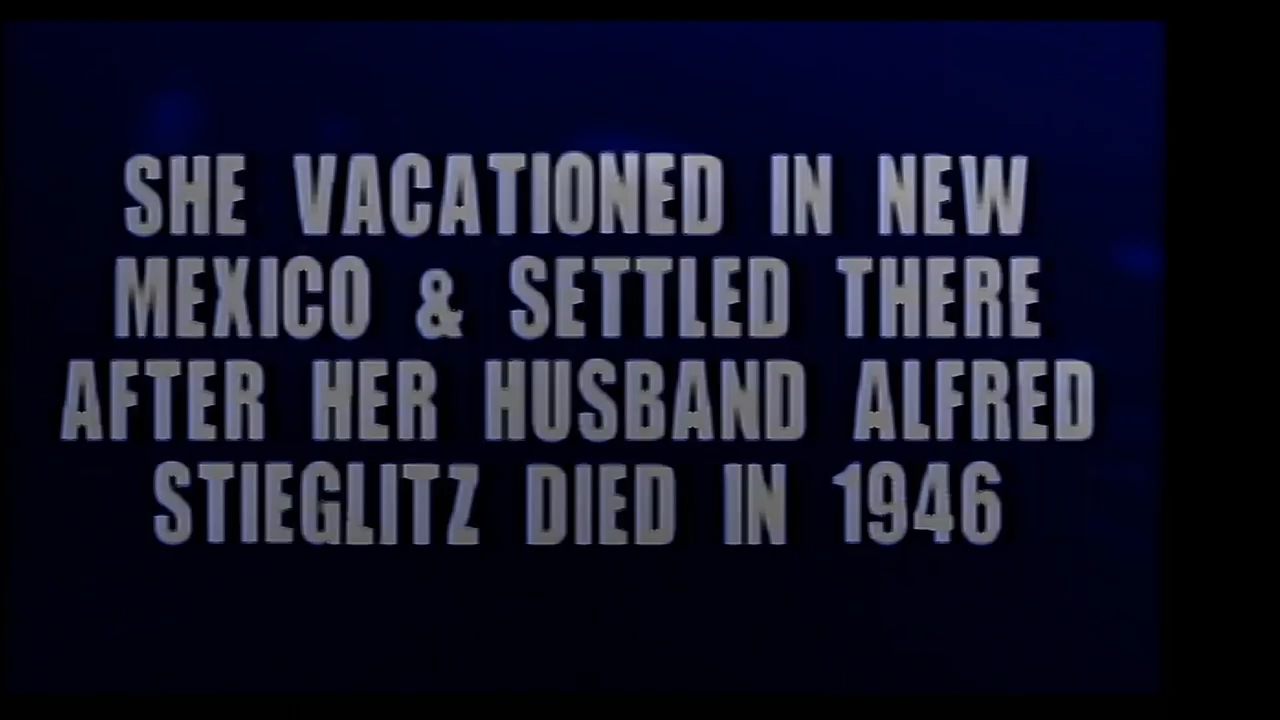 SHE VACATIONED IN NEW
MEXICO & SETTLED THERE
AFTER HER HUSBAND ALFRED
STIEGLITZ DIED IN 1946